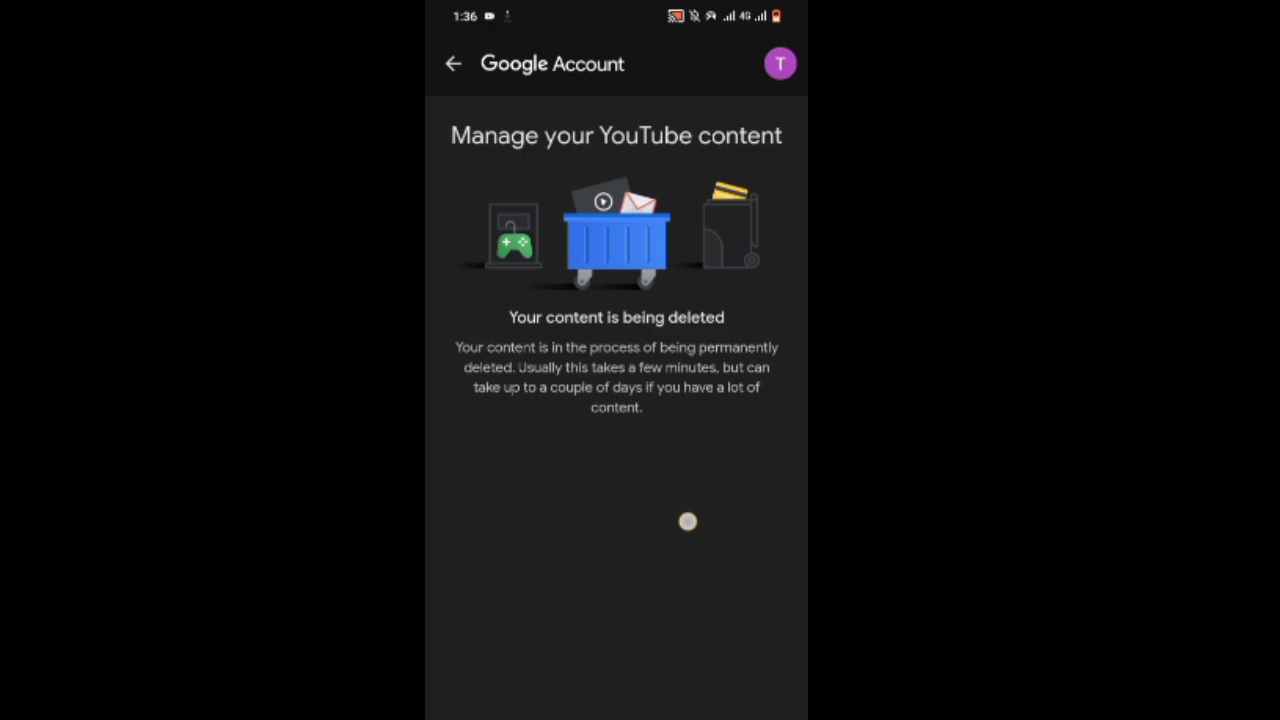 1:36 4G
Google Account T
Manage your YouTube content
Your content is being deleted
Your content is in the process of being permanently
deleted. Usually this takes a few minutes, but can
take up to a couple of days if you have a lot of
content.